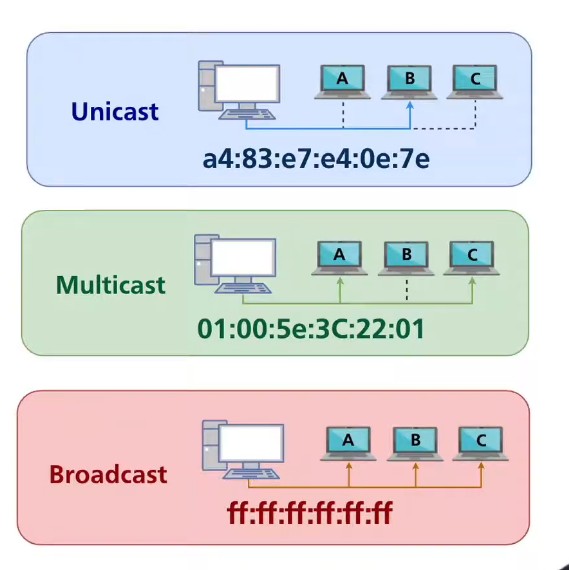 A B C
Unicast
a4:83:e7:e4:0e:7e
A B C
Multicast
01:00:5e:3C:22:01
A B C
Broadcast
ff:ff:ff:ff:ff:ff